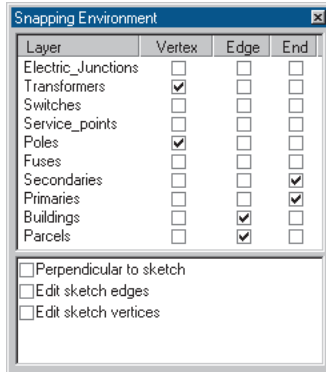 Snapping Environment
Layer Vertex Edge End
Electric_Junctions
Transformers
Switches
Service_points
Poles
Fuses
Secondaries
Primaries
Buildings
Parcels
Perpendicular to sketch
Edit sketch edges
Edit sketch vertices